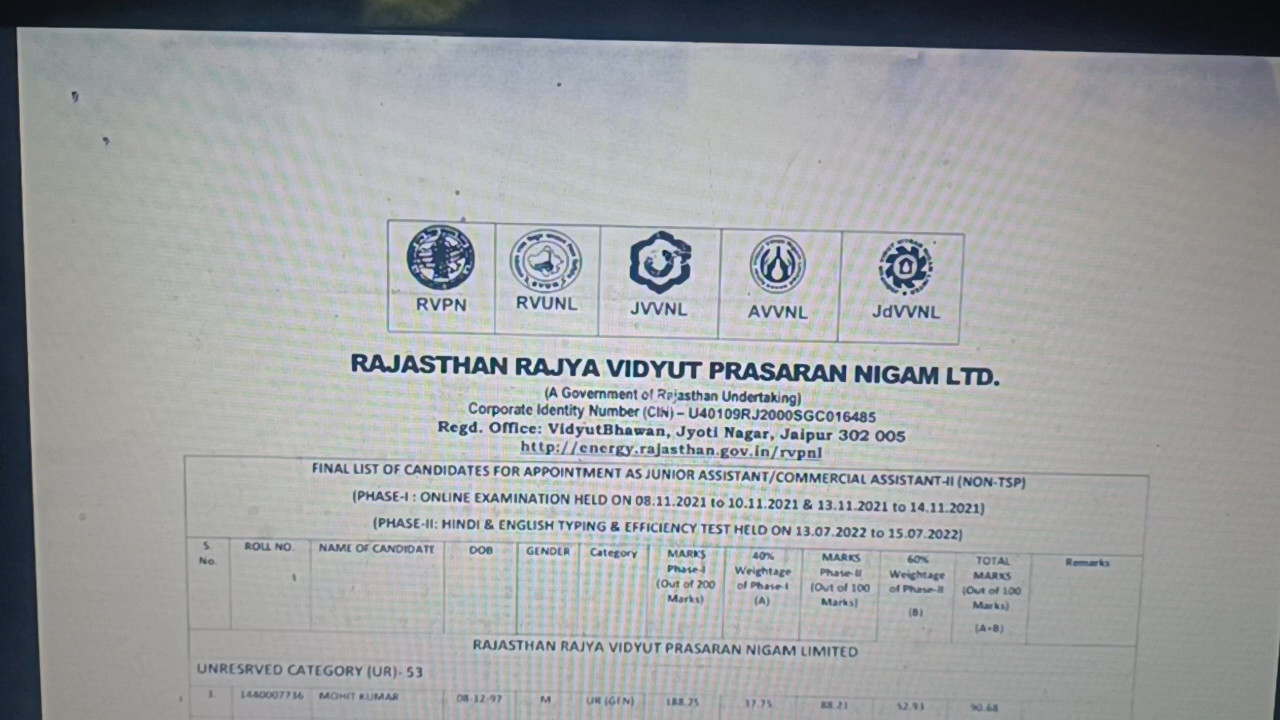 RVPN
RVUNL
JVVNL
AVVNL
JdVVNL
RAJASTHAN RAJYA VIDYUT PRASARAN NIGAM LTD.
(A Government of Rajasthan Undertaking)
Corporate Identity Number (CIN) – U40109RJ2000SGC016485
Regd. Office: VidyutBhawan, Jyoti Nagar, Jaipur 302 005
http://energy.rajasthan.gov.in/rvpnl
FINAL LIST OF CANDIDATES FOR APPOINTMENT AS JUNIOR ASSISTANT/COMMERCIAL ASSISTANT-II (NON-TSP)
(PHASE-I : ONLINE EXAMINATION HELD ON 08.11.2021 to 10.11.2021 & 13.11.2021 to 14.11.2021)
(PHASE-II: HINDI & ENGLISH TYPING & EFFICIENCY TEST HELD ON 13.07.2022 to 15.07.2022)
S. No.
ROLL NO.
NAME OF CANDIDATE
DOB
GENDER
Category
MARKS
Phase-I
(Out of 200
Marks)
40%
Weightage
of Phase-I
(A)
MARKS
Phase-II
(Out of 100
Marks)
60%
Weightage
of Phase-II
(B)
TOTAL
MARKS
(Out of 100
Marks)
(A+B)
Remarks
RAJASTHAN RAJYA VIDYUT PRASARAN NIGAM LIMITED
UNRESRVED CATEGORY (UR)- 53
1 1440007736 MOHIT KUMAR 08-12-97 M UR (GEN) 188.75 37.75 88.21 52.93 90.68